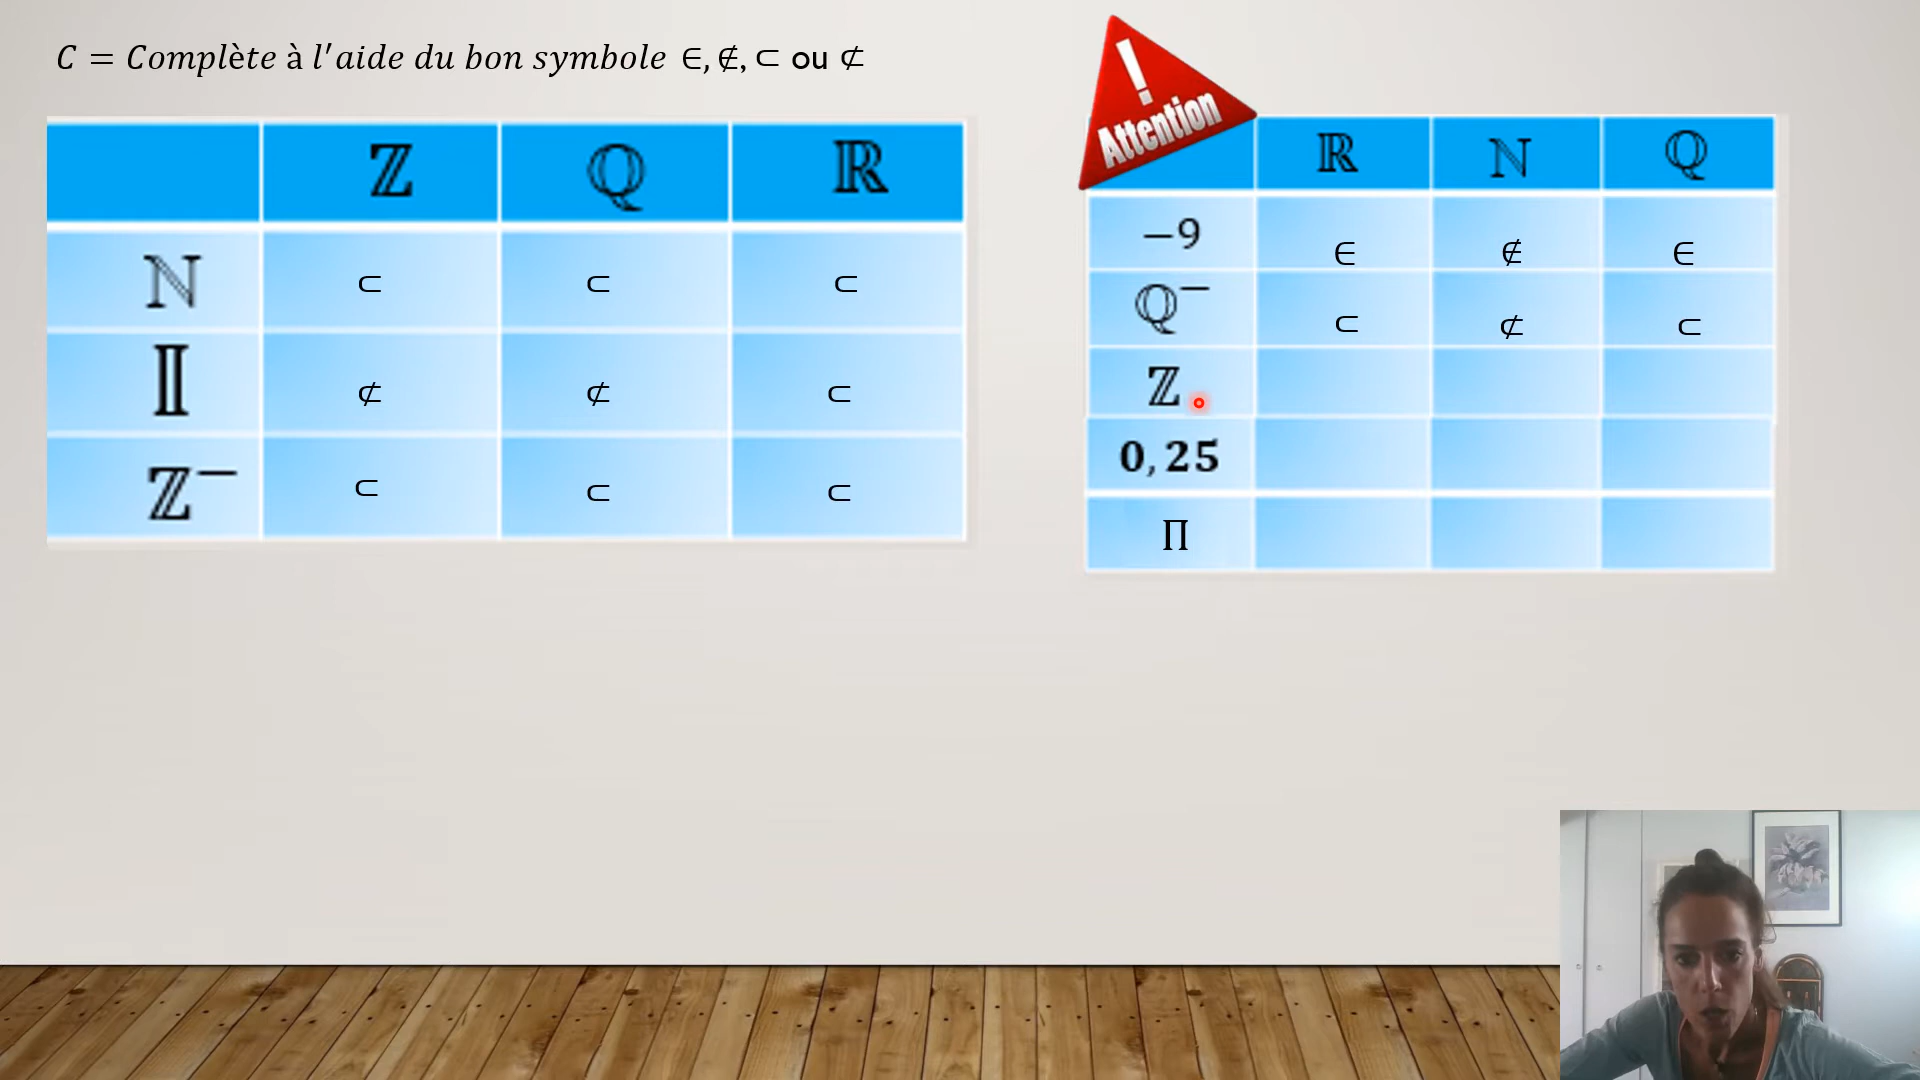 C = Complète à l'aide du bon symbole ∈, ∉, ⊂ ou ⊄
ℤ ℚ ℝ
ℕ ⊂ ⊂ ⊂
𝕀 ⊄ ⊄ ⊂
ℤ⁻ ⊂ ⊂ ⊂
! Attention
ℝ ℕ ℚ
−9 ∈ ∉ ∈
ℚ⁻ ⊂ ⊄ ⊂
ℤ
0,25
Π